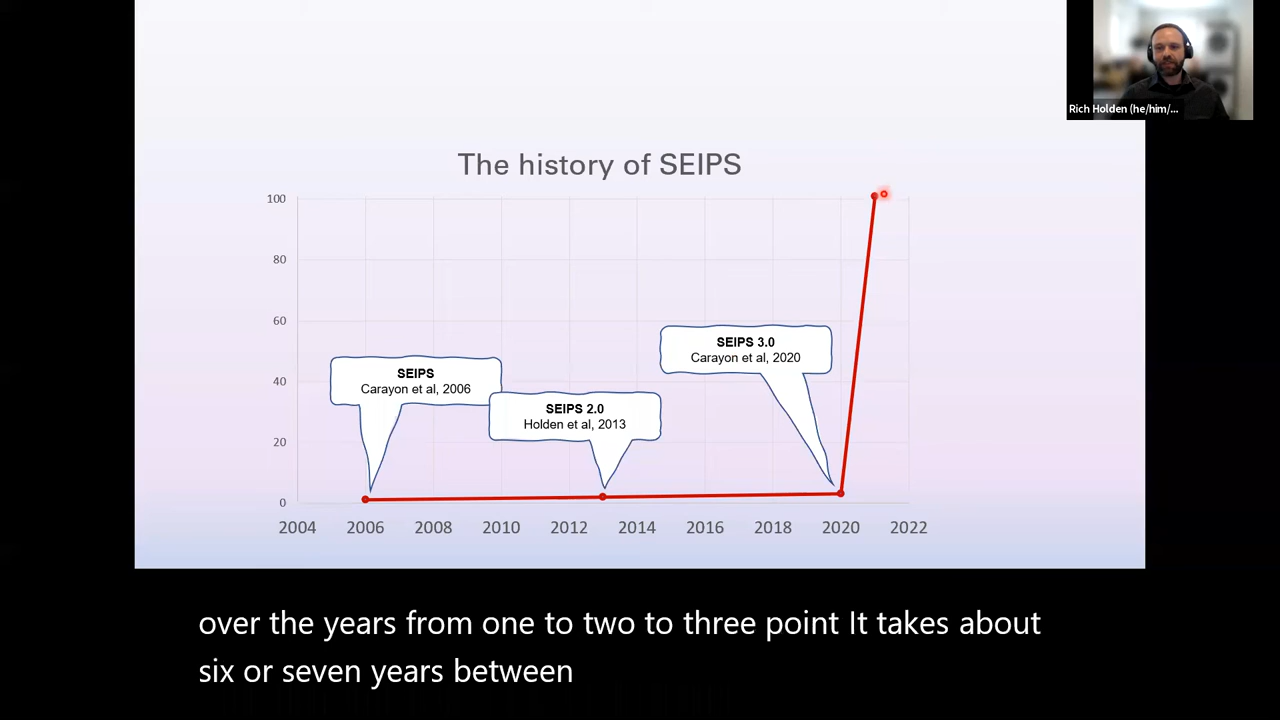 Rich Holden (he/him/...
The history of SEIPS
100
80
60
40
20
0
SEIPS
Carayon et al, 2006
SEIPS 2.0
Holden et al, 2013
SEIPS 3.0
Carayon et al, 2020
2004 2006 2008 2010 2012 2014 2016 2018 2020 2022
over the years from one to two to three point It takes about
six or seven years between